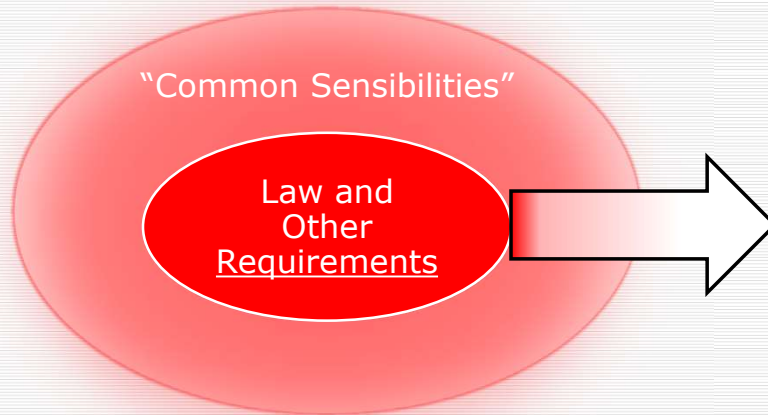 “Common Sensibilities”
Law and
Other
Requirements